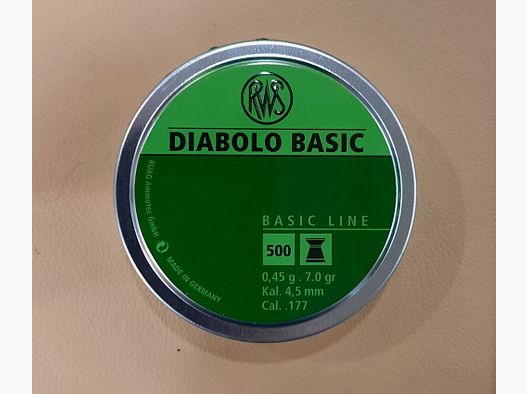 RWS
DIABOLO BASIC
BASIC LINE
500
0,45 g . 7.0 gr
Kal. 4,5 mm
Cal. .177
RUAG Ammotec GmbH
MADE IN GERMANY